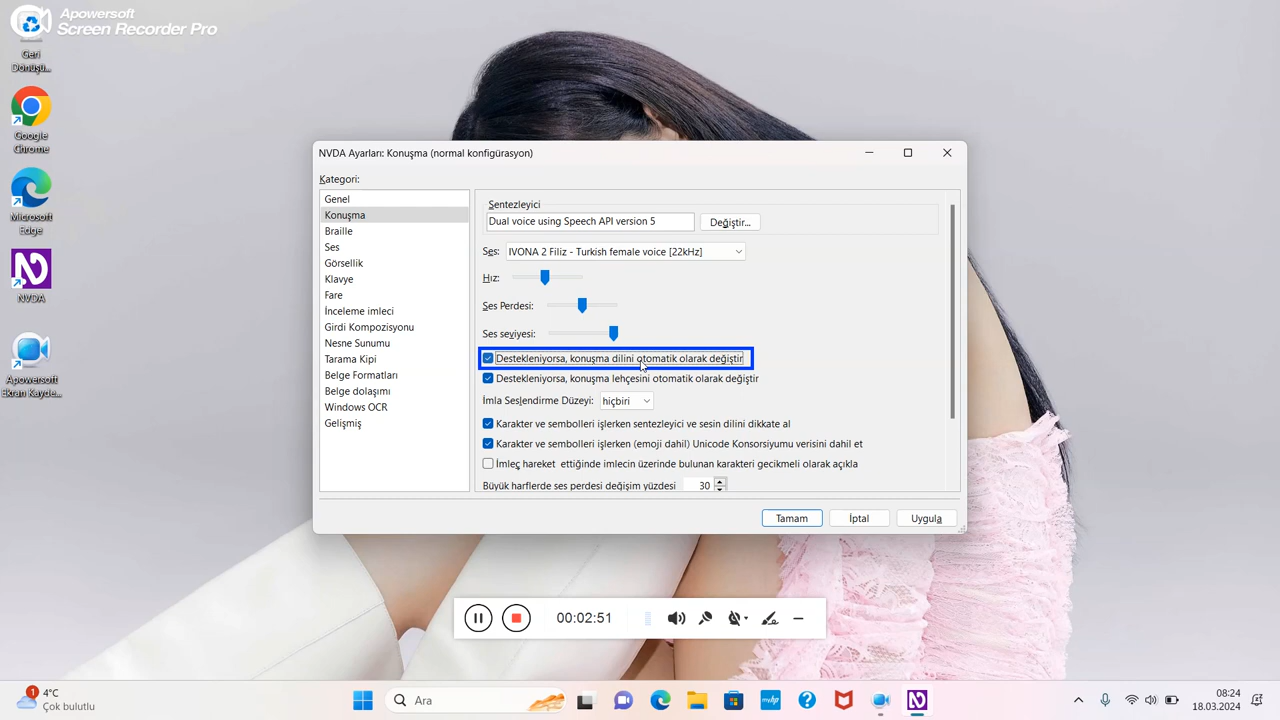 Apowersoft
Screen Recorder Pro
Geri
Dönüşü...
Google
Chrome
Microsoft
Edge
NVDA
Apowersoft
Ekran Kayde...
NVDA Ayarları: Konuşma (normal konfigürasyon)
Kategori:
Genel
Konuşma
Braille
Ses
Görsellik
Klavye
Fare
İnceleme imleci
Girdi Kompozisyonu
Nesne Sunumu
Tarama Kipi
Belge Formatları
Belge dolaşımı
Windows OCR
Gelişmiş
Sentezleyici
Dual voice using Speech API version 5
Değiştir...
Ses: IVONA 2 Filiz - Turkish female voice [22kHz]
Hız:
Ses Perdesi:
Ses seviyesi:
Destekleniyorsa, konuşma dilini otomatik olarak değiştir
Destekleniyorsa, konuşma lehçesini otomatik olarak değiştir
İmla Seslendirme Düzeyi: hiçbiri
Karakter ve sembolleri işlerken sentezleyici ve sesin dilini dikkate al
Karakter ve sembolleri işlerken (emoji dahil) Unicode Konsorsiyumu verisini dahil et
İmleç hareket ettiğinde imlecin üzerinde bulunan karakteri gecikmeli olarak açıkla
Büyük harflerde ses perdesi değişim yüzdesi 30
Tamam İptal Uygula
00:02:51
1
4°C
Çok bulutlu
Ara
08:24
18.03.2024